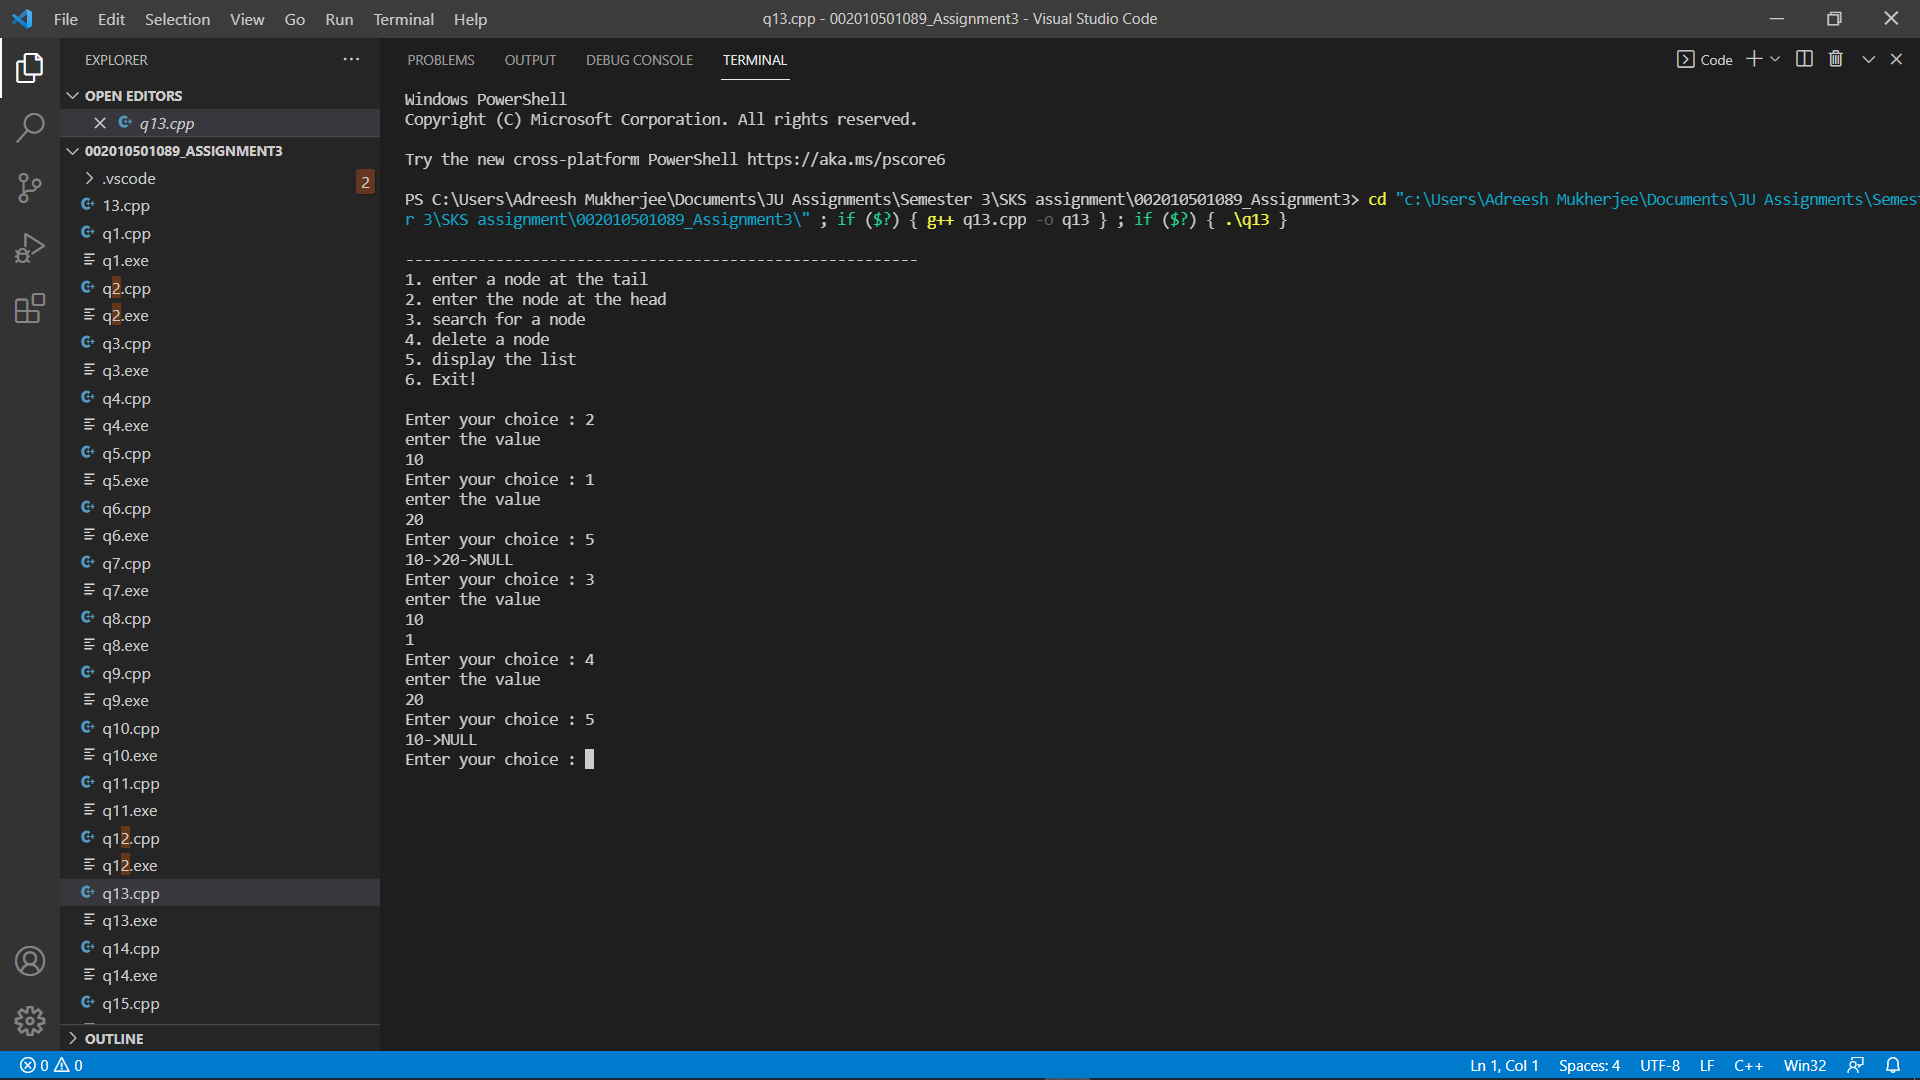 File Edit Selection View Go Run Terminal Help
q13.cpp - 002010501089_Assignment3 - Visual Studio Code
EXPLORER
OPEN EDITORS
q13.cpp
002010501089_ASSIGNMENT3
.vscode
2
13.cpp
q1.cpp
q1.exe
q2.cpp
q2.exe
q3.cpp
q3.exe
q4.cpp
q4.exe
q5.cpp
q5.exe
q6.cpp
q6.exe
q7.cpp
q7.exe
q8.cpp
q8.exe
q9.cpp
q9.exe
q10.cpp
q10.exe
q11.cpp
q11.exe
q12.cpp
q12.exe
q13.cpp
q13.exe
q14.cpp
q14.exe
q15.cpp
OUTLINE
PROBLEMS OUTPUT DEBUG CONSOLE TERMINAL
Code
Windows PowerShell
Copyright (C) Microsoft Corporation. All rights reserved.
Try the new cross-platform PowerShell https://aka.ms/pscore6
PS C:\Users\Adreesh Mukherjee\Documents\JU Assignments\Semester 3\SKS assignment\002010501089_Assignment3> cd "c:\Users\Adreesh Mukherjee\Documents\JU Assignments\Semest
r 3\SKS assignment\002010501089_Assignment3\" ; if ($?) { g++ q13.cpp -o q13 } ; if ($?) { .\q13 }
---------------------------------------------------------
1. enter a node at the tail
2. enter the node at the head
3. search for a node
4. delete a node
5. display the list
6. Exit!
Enter your choice : 2
enter the value
10
Enter your choice : 1
enter the value
20
Enter your choice : 5
10->20->NULL
Enter your choice : 3
enter the value
10
1
Enter your choice : 4
enter the value
20
Enter your choice : 5
10->NULL
Enter your choice :
0 0
Ln 1, Col 1 Spaces: 4 UTF-8 LF C++ Win32